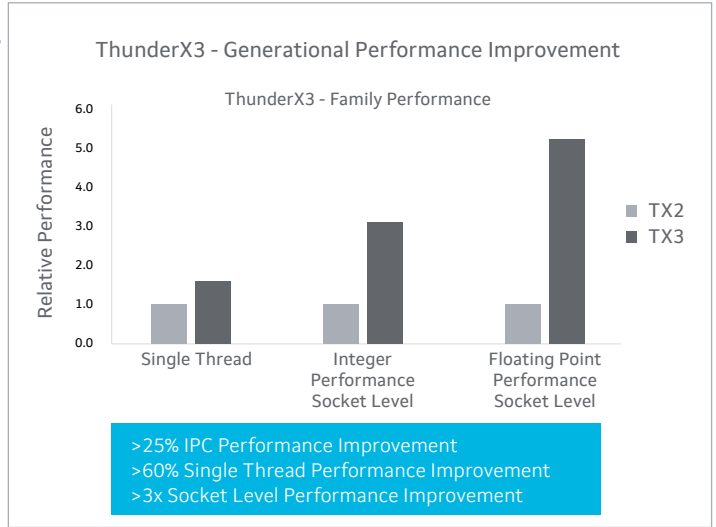 ThunderX3 - Generational Performance Improvement
ThunderX3 - Family Performance
6.0
5.0
4.0
3.0
2.0
1.0
0.0
Relative Performance
TX2
TX3
Single Thread
Integer
Performance
Socket Level
Floating Point
Performance
Socket Level
>25% IPC Performance Improvement
>60% Single Thread Performance Improvement
>3x Socket Level Performance Improvement